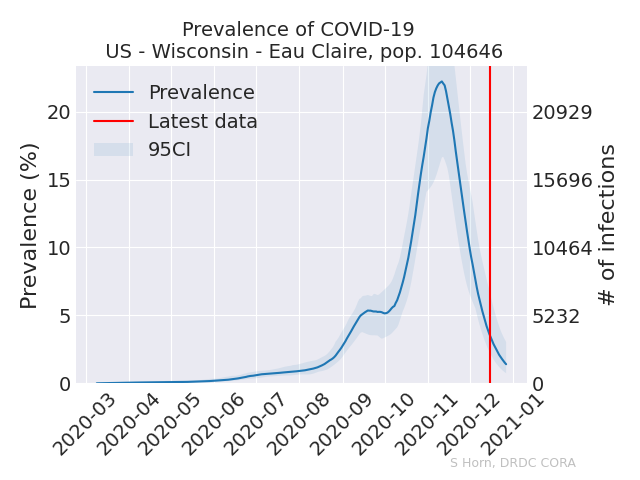 Prevalence of COVID-19
US - Wisconsin - Eau Claire, pop. 104646
Prevalence
Latest data
95CI
Prevalence (%)
20
15
10
5
0
20929
15696
10464
5232
0
# of infections
2020-03
2020-04
2020-05
2020-06
2020-07
2020-08
2020-09
2020-10
2020-11
2020-12
2021-01
S Horn, DRDC CORA